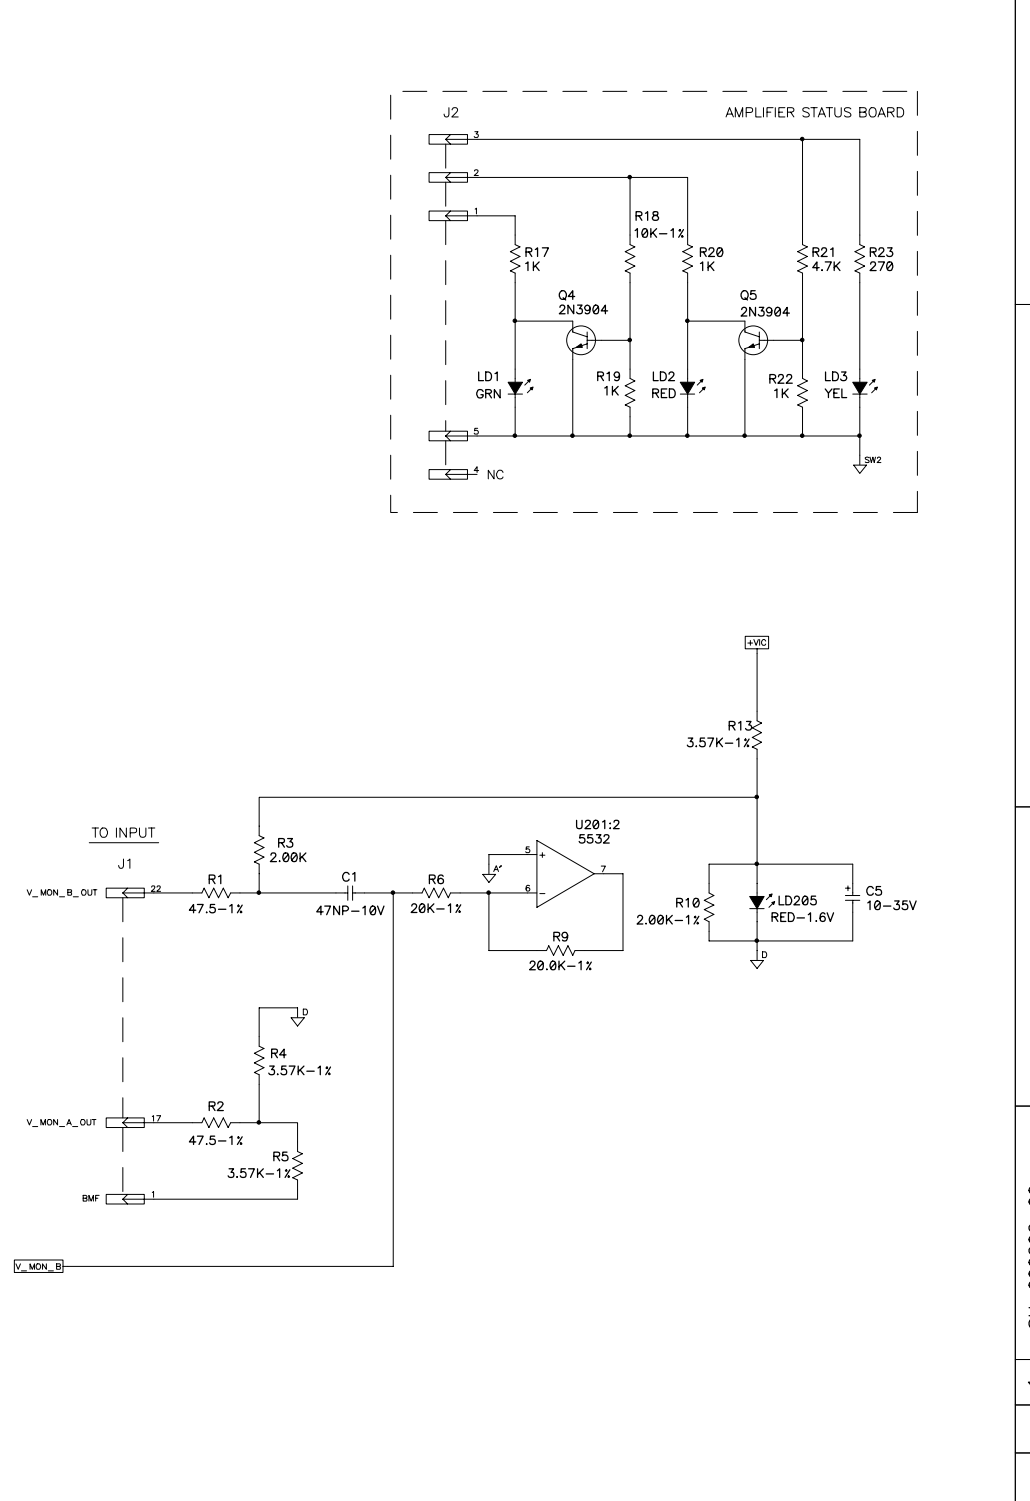 J2
AMPLIFIER STATUS BOARD
3
2
1
R18
10K-1%
R17
1K
R20
1K
R21
4.7K
R23
270
Q4
2N3904
Q5
2N3904
LD1
GRN
R19
1K
LD2
RED
R22
1K
LD3
YEL
5
SW2
4
NC
+VIC
R13
3.57K-1%
TO INPUT
J1
R3
2.00K
U201:2
5532
V_MON_B_OUT
22
R1
47.5-1%
C1
47NP-10V
R6
20K-1%
5
+
A'
6
-
7
R9
20.0K-1%
R10
2.00K-1%
LD205
RED-1.6V
+
C5
10-35V
D
D
R4
3.57K-1%
V_MON_A_OUT
17
R2
47.5-1%
R5
3.57K-1%
BMF
1
V_MON_B